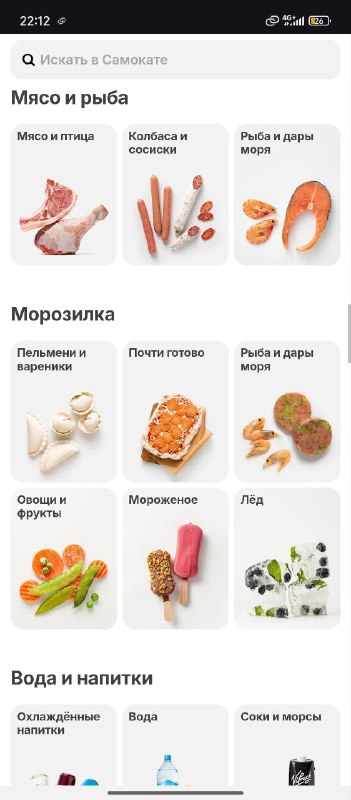 22:12
4G+
26
Искать в Самокате
Мясо и рыба
Мясо и птица
Колбаса и
сосиски
Рыба и дары
моря
Морозилка
Пельмени и
вареники
Почти готово
Рыба и дары
моря
Овощи и
фрукты
Мороженое
Лёд
Вода и напитки
Охлаждённые
напитки
Вода
Соки и морсы